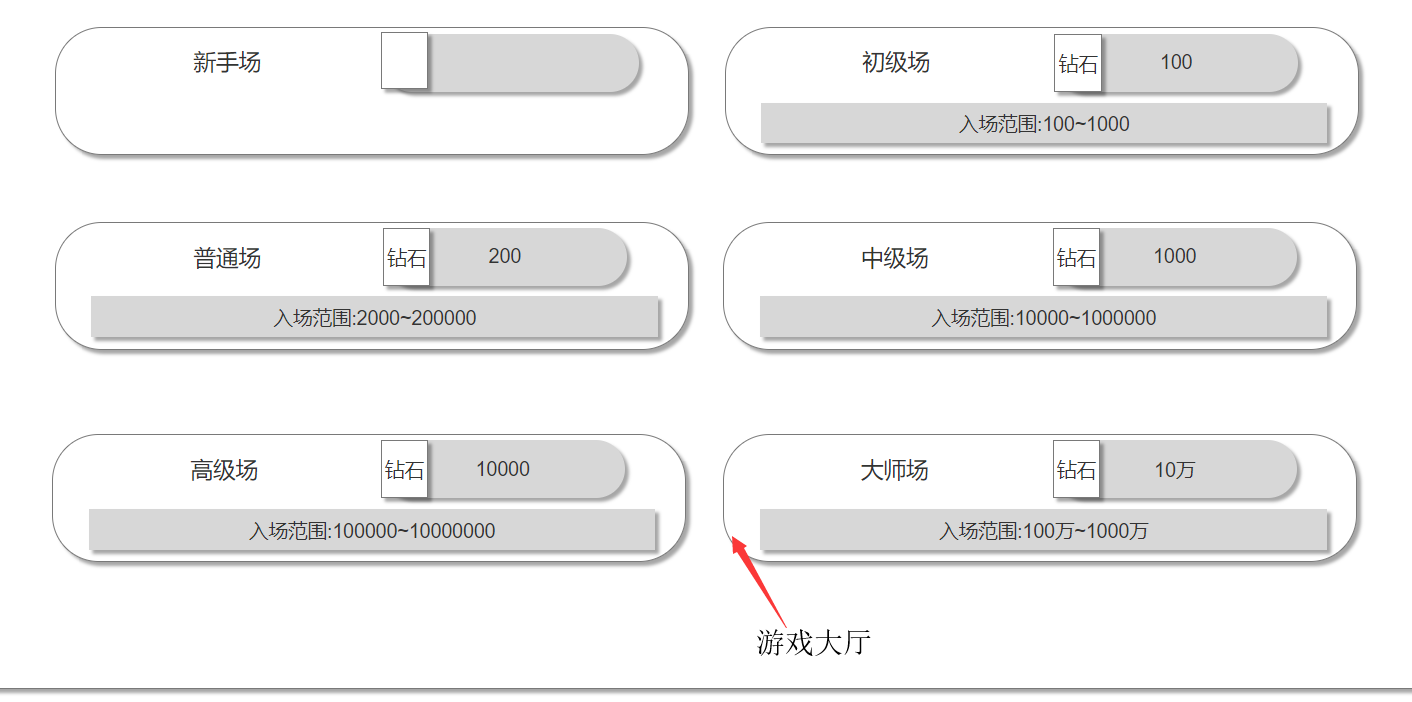 新手场
初级场
钻石
100
入场范围:100~1000
普通场
钻石
200
入场范围:2000~200000
中级场
钻石
1000
入场范围:10000~1000000
高级场
钻石
10000
入场范围:100000~10000000
大师场
钻石
10万
入场范围:100万~1000万
游戏大厅